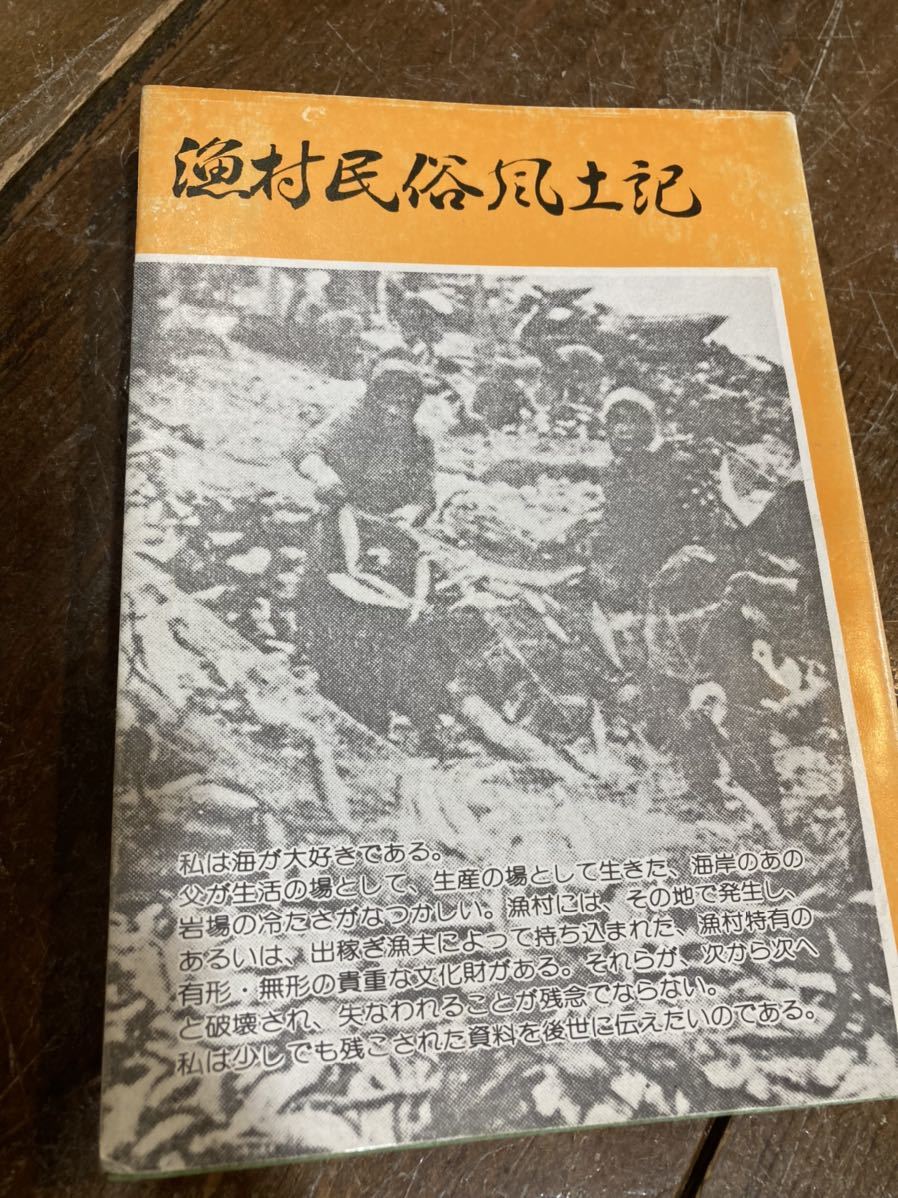 漁村民俗風土記
私は海が大好きである。
父が生活の場として、生産の場として生きた、海岸のあの
岩場の冷たさがなつかしい。漁村には、その地で発生し、
あるいは、出稼ぎ漁夫によって持ち込まれた、漁村特有の
有形・無形の貴重な文化財がある。それらが、次から次へ
と破壊され、失なわれることが残念でならない。
私は少しでも残こされた資料を後世に伝えたいのである。